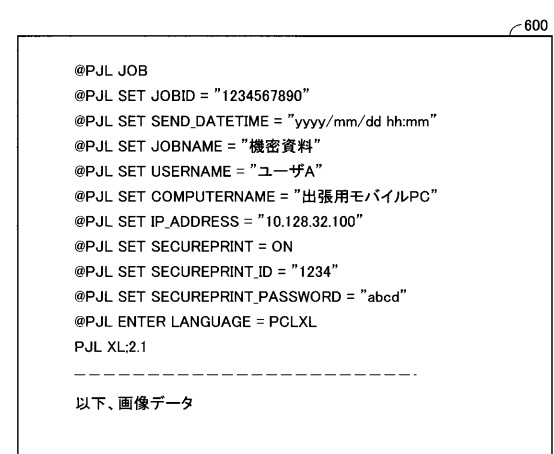 600
@PJL JOB
@PJL SET JOBID = "1234567890"
@PJL SET SEND_DATETIME = "yyyy/mm/dd hh:mm"
@PJL SET JOBNAME = "機密資料"
@PJL SET USERNAME = "ユーザA"
@PJL SET COMPUTERNAME = "出張用モバイルPC"
@PJL SET IP_ADDRESS = "10.128.32.100"
@PJL SET SECUREPRINT = ON
@PJL SET SECUREPRINT_ID = "1234"
@PJL SET SECUREPRINT_PASSWORD = "abcd"
@PJL ENTER LANGUAGE = PCLXL
PJL XL;2.1
以下、画像データ